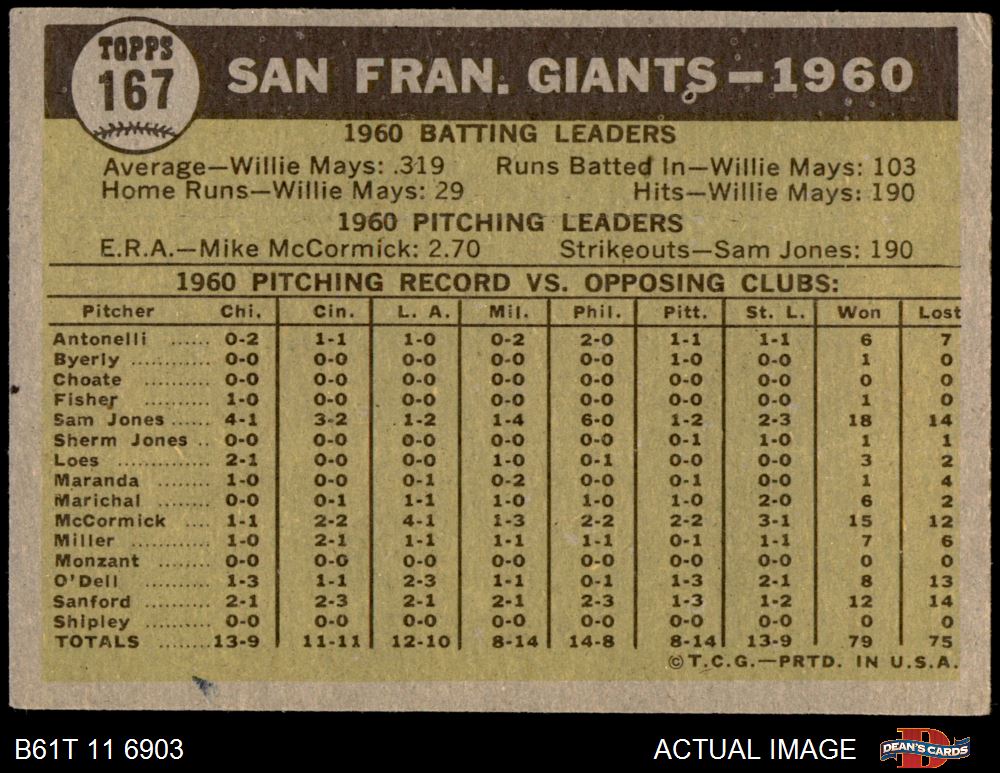 TOPPS
167
SAN FRAN. GIANTS—1960
1960 BATTING LEADERS
Average—Willie Mays: .319 Runs Batted In—Willie Mays: 103
Home Runs—Willie Mays: 29 Hits—Willie Mays: 190
1960 PITCHING LEADERS
E.R.A.—Mike McCormick: 2.70 Strikeouts—Sam Jones: 190
1960 PITCHING RECORD VS. OPPOSING CLUBS:
Pitcher Chi. Cin. L. A. Mil. Phil. Pitt. St. L. Won Lost
Antonelli ...... 0-2 1-1 1-0 0-2 2-0 1-1 1-1 6 7
Byerly .......... 0-0 0-0 0-0 0-0 0-0 1-0 0-0 1 0
Choate .......... 0-0 0-0 0-0 0-0 0-0 0-0 0-0 0 0
Fisher .......... 1-0 0-0 0-0 0-0 0-0 0-0 0-0 1 0
Sam Jones ...... 4-1 3-2 1-2 1-4 6-0 1-2 2-3 18 14
Sherm Jones .. 0-0 0-0 0-0 0-0 0-0 0-1 1-0 1 1
Loes ............ 2-1 0-0 0-0 1-0 0-1 0-0 0-0 3 2
Maranda ........ 1-0 0-0 0-1 0-2 0-0 0-1 0-0 1 4
Marichal ........ 0-0 0-1 1-1 1-0 1-0 1-0 2-0 6 2
McCormick .... 1-1 2-2 4-1 1-3 2-2 2-2 3-1 15 12
Miller ............ 1-0 2-1 1-1 1-1 1-1 0-1 1-1 7 6
Monzant ........ 0-0 0-0 0-0 0-0 0-0 0-0 0-0 0 0
O'Dell .......... 1-3 1-1 2-3 1-1 0-1 1-3 2-1 8 13
Sanford ........ 2-1 2-3 2-1 2-1 2-3 1-3 1-2 12 14
Shipley .......... 0-0 0-0 0-0 0-0 0-0 0-0 0-0 0 0
TOTALS ........ 13-9 11-11 12-10 8-14 14-8 8-14 13-9 79 75
©T.C.G.—PRTD. IN U.S.A.
B61T 11 6903 ACTUAL IMAGE DEAN'S CARDS